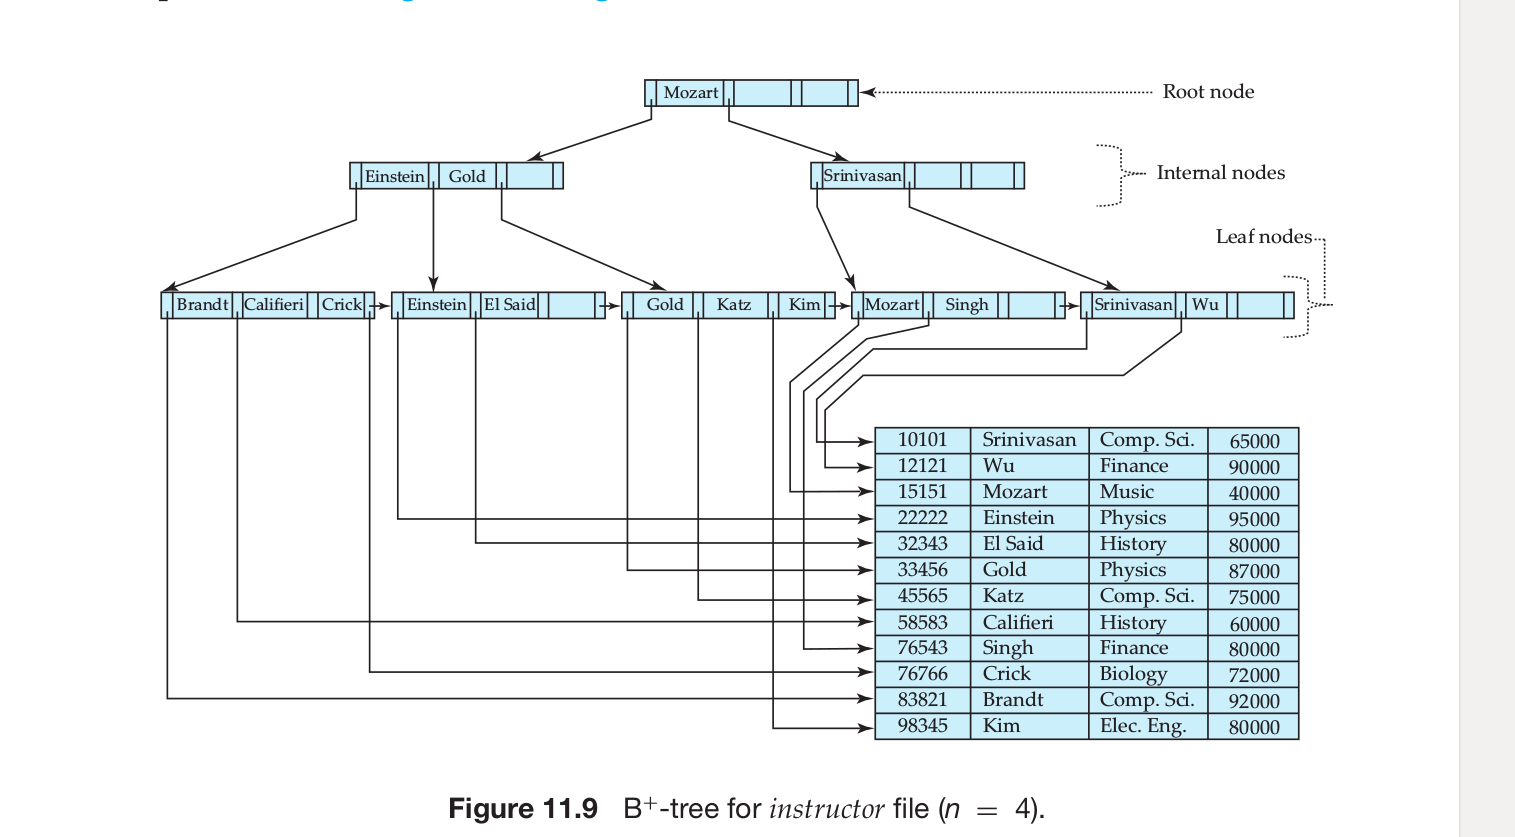 Mozart
Root node
Einstein Gold
Srinivasan
Internal nodes
Leaf nodes
Brandt Califieri Crick Einstein El Said Gold Katz Kim Mozart Singh Srinivasan Wu
10101 Srinivasan Comp. Sci. 65000
12121 Wu Finance 90000
15151 Mozart Music 40000
22222 Einstein Physics 95000
32343 El Said History 80000
33456 Gold Physics 87000
45565 Katz Comp. Sci. 75000
58583 Califieri History 60000
76543 Singh Finance 80000
76766 Crick Biology 72000
83821 Brandt Comp. Sci. 92000
98345 Kim Elec. Eng. 80000
Figure 11.9 B+-tree for instructor file (n = 4).